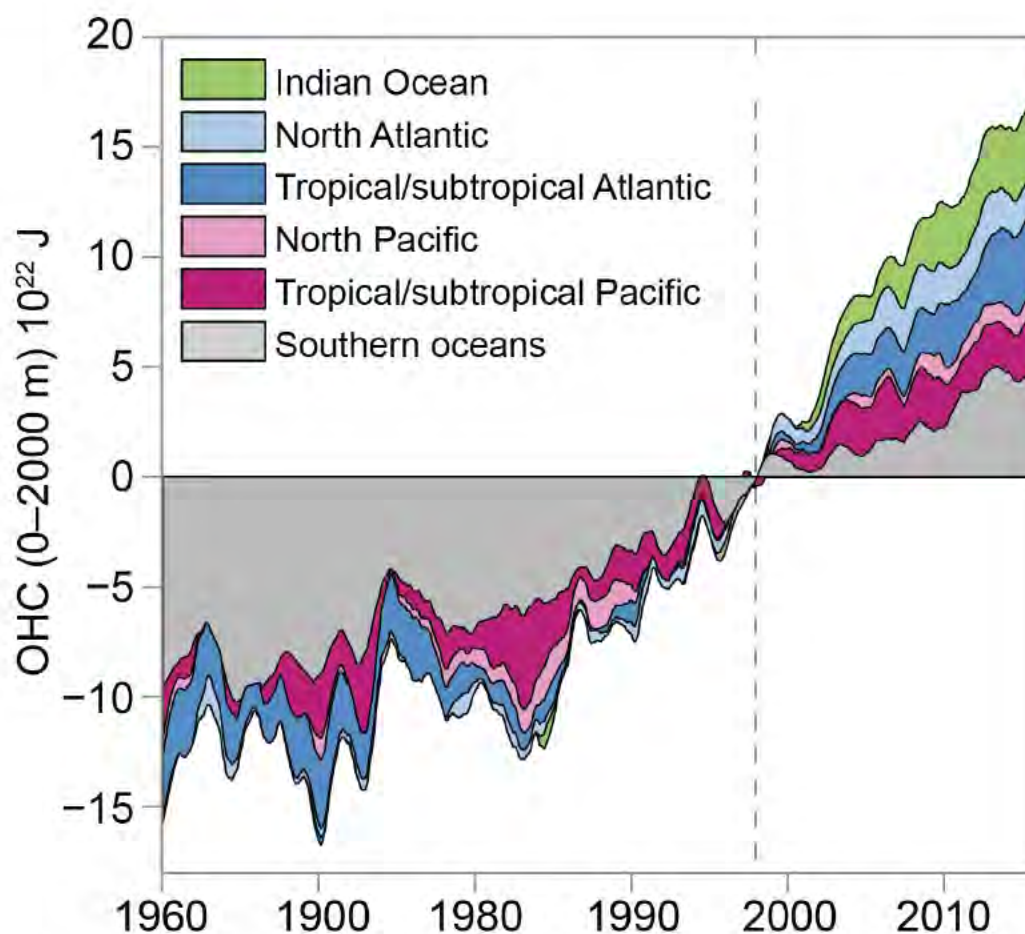 20
15
10
5
0
−5
−10
−15
OHC (0–2000 m) 10²² J
Indian Ocean
North Atlantic
Tropical/subtropical Atlantic
North Pacific
Tropical/subtropical Pacific
Southern oceans
1960 1900 1980 1990 2000 2010